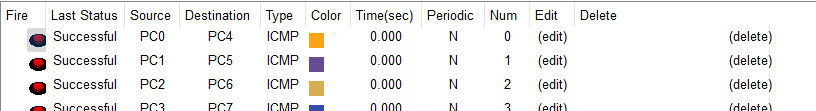 Fire Last Status Source Destination Type Color Time(sec) Periodic Num Edit Delete
Successful PC0 PC4 ICMP 0.000 N 0 (edit) (delete)
Successful PC1 PC5 ICMP 0.000 N 1 (edit) (delete)
Successful PC2 PC6 ICMP 0.000 N 2 (edit) (delete)
Successful PC3 PC7 ICMP 0.000 N 3 (edit) (delete)